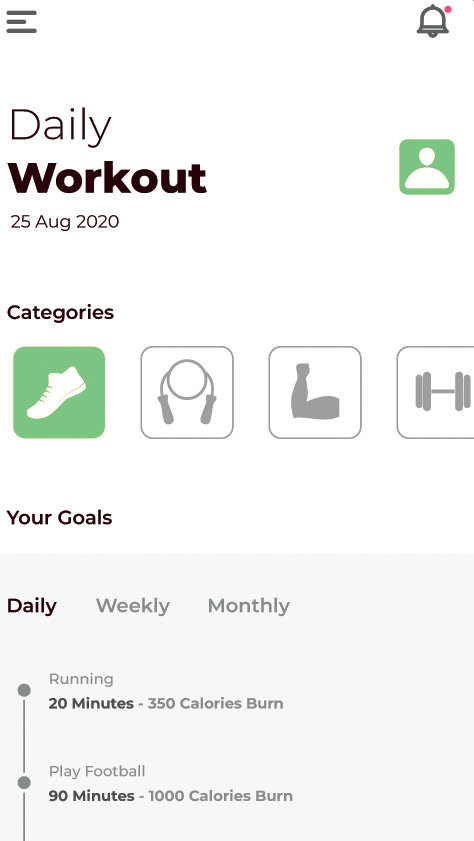 Daily
Workout
25 Aug 2020
Categories
Your Goals
Daily Weekly Monthly
Running
20 Minutes - 350 Calories Burn
Play Football
90 Minutes - 1000 Calories Burn